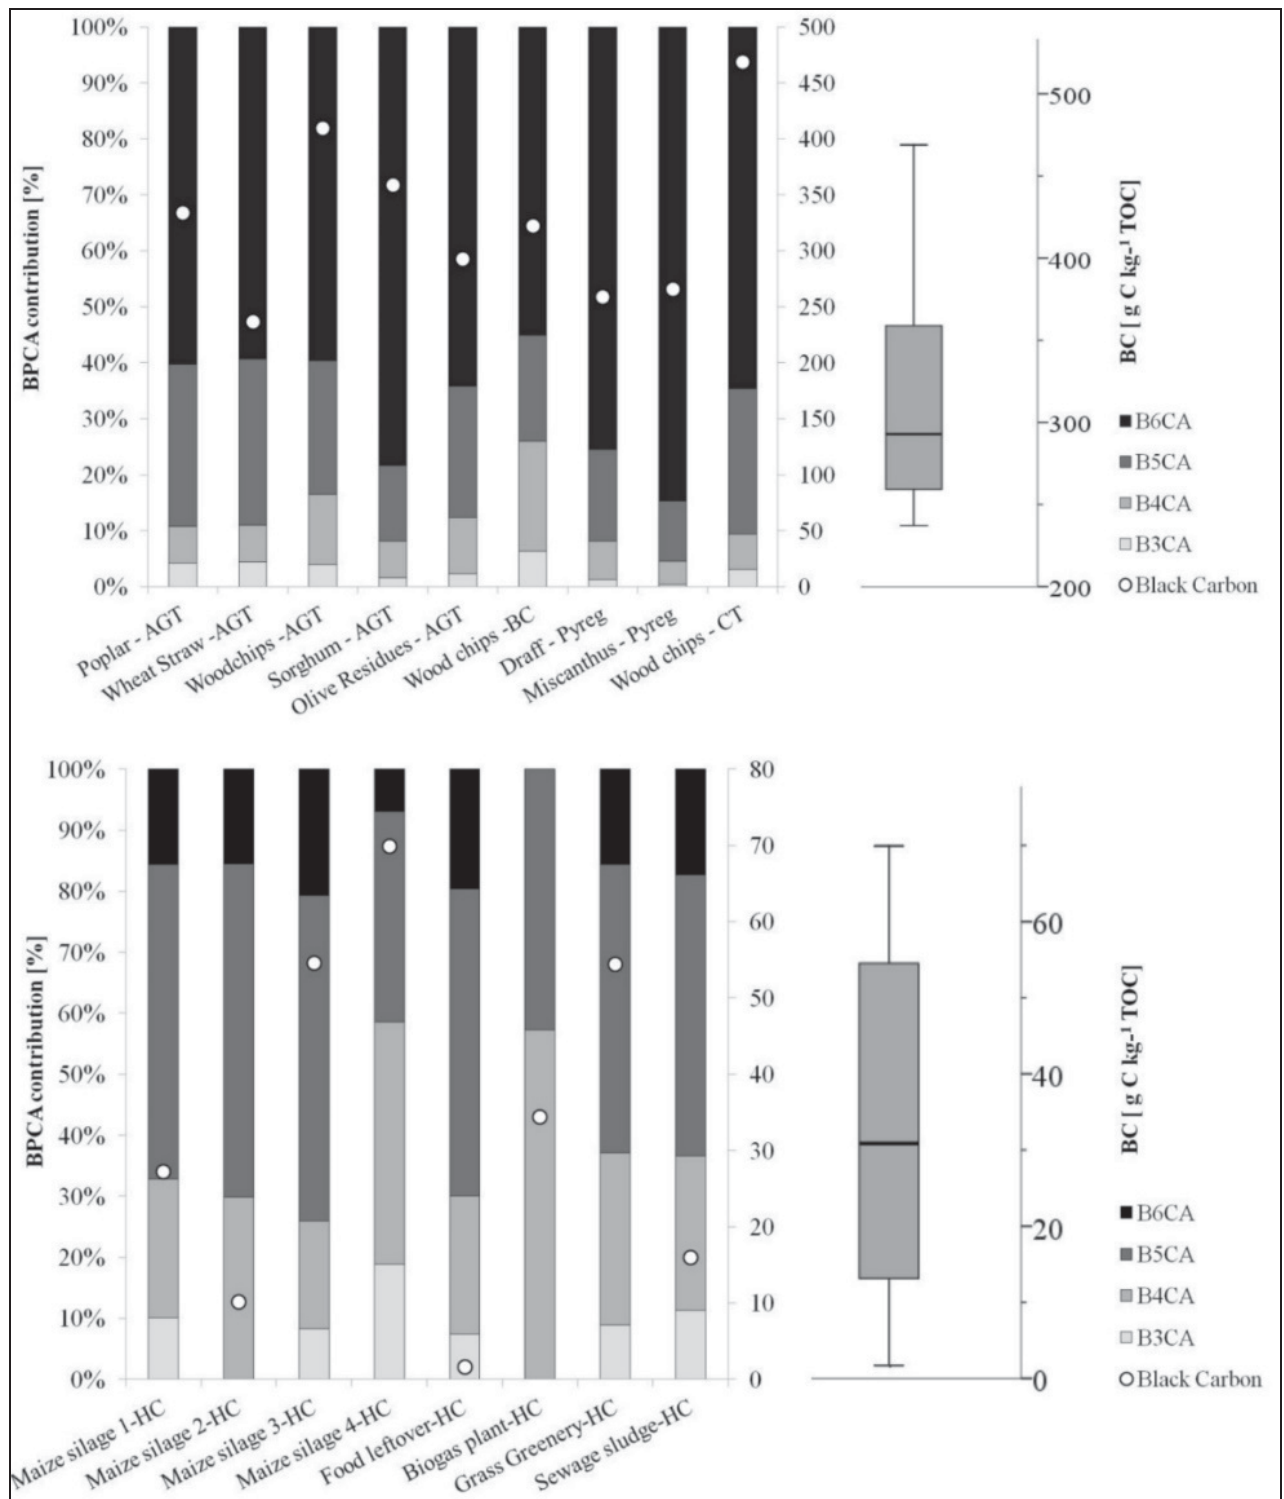 100%
90%
80%
70%
60%
50%
40%
30%
20%
10%
0%
BPCA contribution [%]
500
450
400
350
300
250
200
150
100
50
0
Poplar - AGT
Wheat Straw -AGT
Woodchips -AGT
Sorghum - AGT
Olive Residues - AGT
Wood chips -BC
Draff - Pyreg
Miscanthus - Pyreg
Wood chips - CT
500
400
300
200
BC [ g C kg-¹ TOC]
B6CA
B5CA
B4CA
B3CA
Black Carbon
100%
90%
80%
70%
60%
50%
40%
30%
20%
10%
0%
BPCA contribution [%]
80
70
60
50
40
30
20
10
0
Maize silage 1-HC
Maize silage 2-HC
Maize silage 3-HC
Maize silage 4-HC
Food leftover-HC
Biogas plant-HC
Grass Greenery-HC
Sewage sludge-HC
60
40
20
0
BC [ g C kg-¹ TOC]
B6CA
B5CA
B4CA
B3CA
Black Carbon